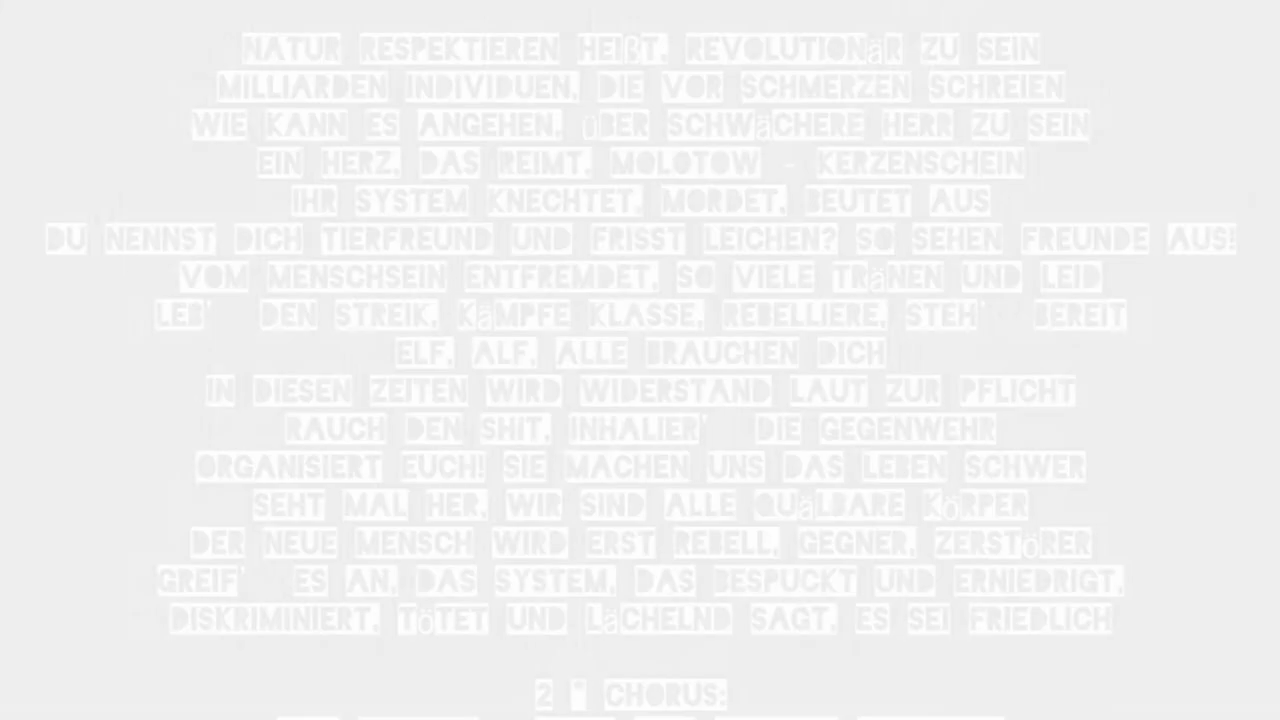 NATUR RESPEKTIEREN HEIßT, REVOLUTIONäR ZU SEIN
MILLIARDEN INDIVIDUEN, DIE VOR SCHMERZEN SCHREIEN
WIE KANN ES ANGEHEN, üBER SCHWäCHERE HERR ZU SEIN
EIN HERZ, DAS REIMT, MOLOTOW - KERZENSCHEIN
IHR SYSTEM KNECHTET, MORDET, BEUTET AUS
DU NENNST DICH TIERFREUND UND FRISST LEICHEN? SO SEHEN FREUNDE AUS!
VOM MENSCHSEIN ENTFREMDET, SO VIELE TRäNEN UND LEID
LEB' DEN STREIK, KäMPFE KLASSE, REBELLIERE, STEH' BEREIT
ELF, ALF, ALLE BRAUCHEN DICH
IN DIESEN ZEITEN WIRD WIDERSTAND LAUT ZUR PFLICHT
RAUCH DEN SHIT, INHALIER' DIE GEGENWEHR
ORGANISIERT EUCH! SIE MACHEN UNS DAS LEBEN SCHWER
SEHT MAL HER, WIR SIND ALLE QUäLBARE KöRPER
DER NEUE MENSCH WIRD ERST REBELL, GEGNER, ZERSTöRER
GREIF' ES AN, DAS SYSTEM, DAS BESPUCKT UND ERNIEDRIGT,
DISKRIMINIERT, TöTET UND LäCHELND SAGT, ES SEI FRIEDLICH
2 * CHORUS: